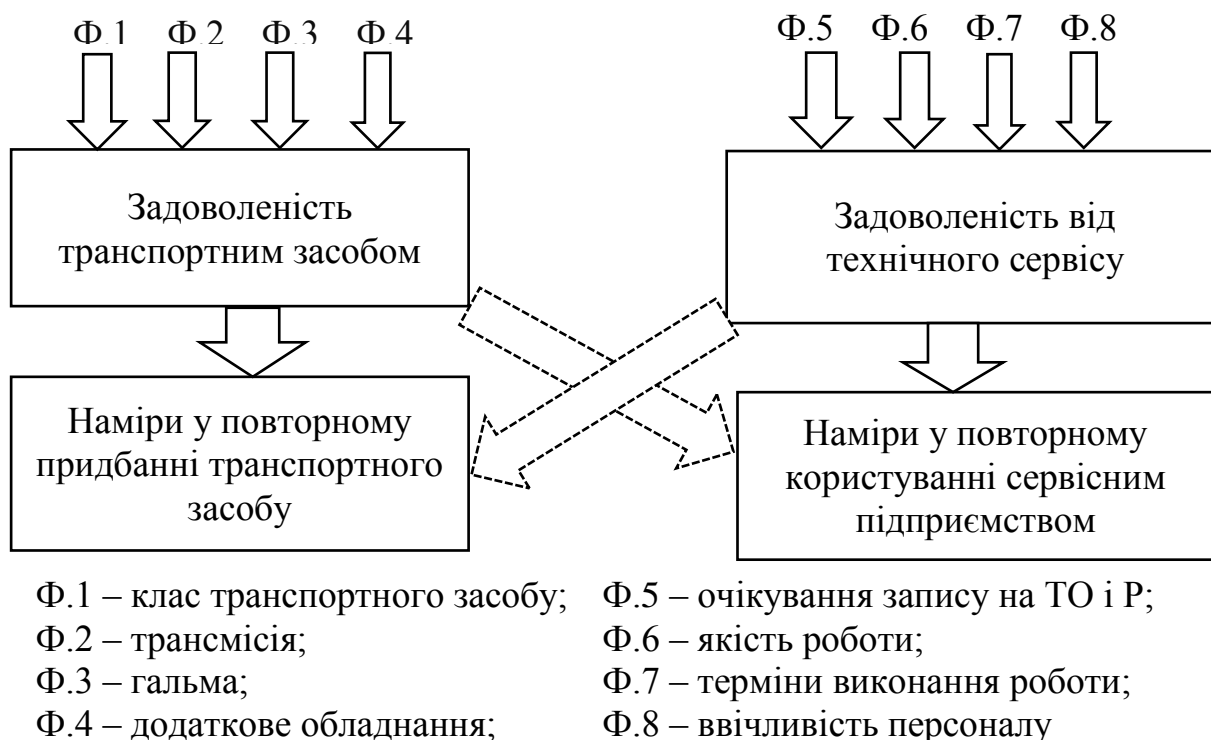 Ф.1 Ф.2 Ф.3 Ф.4
Ф.5 Ф.6 Ф.7 Ф.8
Задоволеність
транспортним засобом
Задоволеність від
технічного сервісу
Наміри у повторному
придбанні транспортного
засобу
Наміри у повторному
користуванні сервісним
підприємством
Ф.1 – клас транспортного засобу;
Ф.2 – трансмісія;
Ф.3 – гальма;
Ф.4 – додаткове обладнання;
Ф.5 – очікування запису на ТО і Р;
Ф.6 – якість роботи;
Ф.7 – терміни виконання роботи;
Ф.8 – ввічливість персоналу